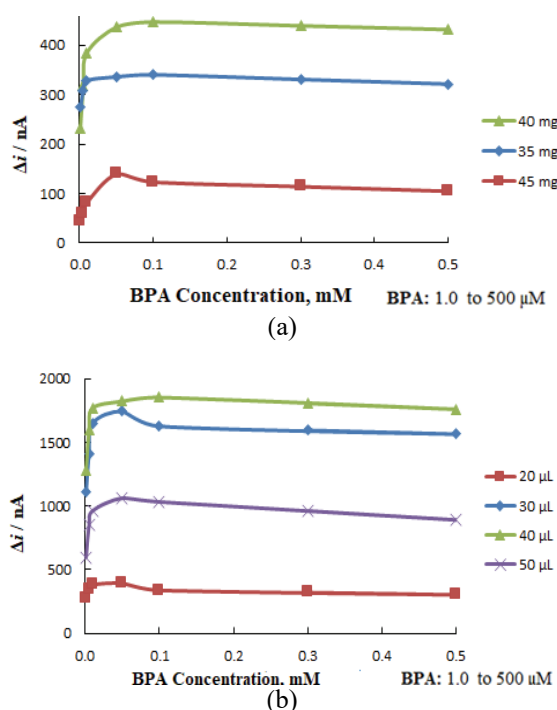 400
300
200
100
0
Δi / nA
40 mg
35 mg
45 mg
0.0 0.1 0.2 0.3 0.4 0.5
BPA Concentration, mM BPA: 1.0 to 500 µM
(a)
2000
1500
1000
500
0
Δi / nA
20 µL
30 µL
40 µL
50 µL
0.0 0.1 0.2 0.3 0.4 0.5
BPA Concentration, mM BPA: 1.0 to 500 µM
(b)